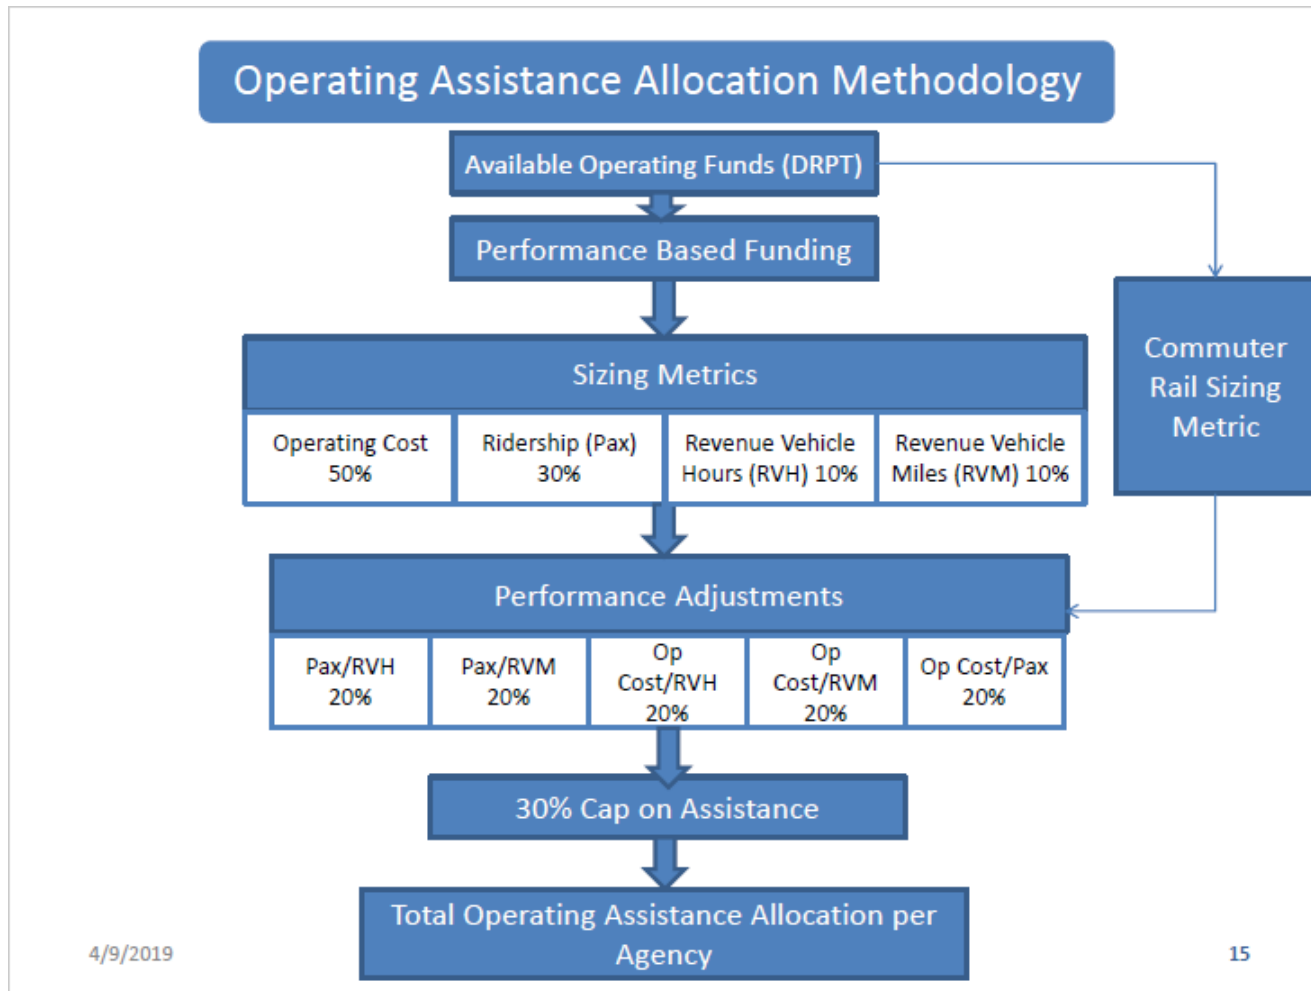 Operating Assistance Allocation Methodology
Available Operating Funds (DRPT)
Performance Based Funding
Commuter
Rail Sizing
Metric
Sizing Metrics
Operating Cost
50%
Ridership (Pax)
30%
Revenue Vehicle
Hours (RVH) 10%
Revenue Vehicle
Miles (RVM) 10%
Performance Adjustments
Pax/RVH
20%
Pax/RVM
20%
Op
Cost/RVH
20%
Op
Cost/RVM
20%
Op Cost/Pax
20%
30% Cap on Assistance
Total Operating Assistance Allocation per
Agency
4/9/2019
15